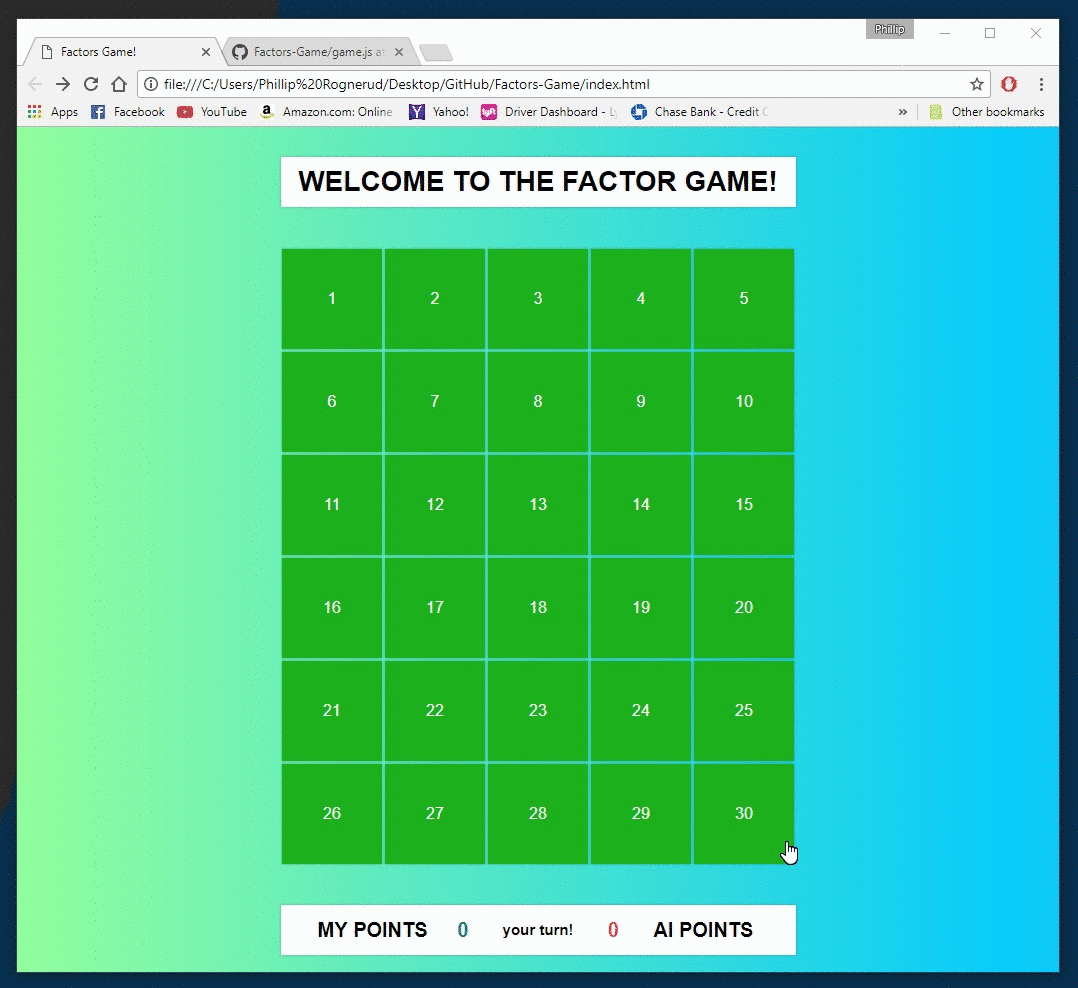 Phillip
Factors Game!
Factors-Game/game.js at
file:///C:/Users/Phillip%20Rognerud/Desktop/GitHub/Factors-Game/index.html
Apps Facebook YouTube Amazon.com: Online Yahoo! Driver Dashboard - Chase Bank - Credit » Other bookmarks
WELCOME TO THE FACTOR GAME!
1 2 3 4 5
6 7 8 9 10
11 12 13 14 15
16 17 18 19 20
21 22 23 24 25
26 27 28 29 30
MY POINTS 0 your turn! 0 AI POINTS